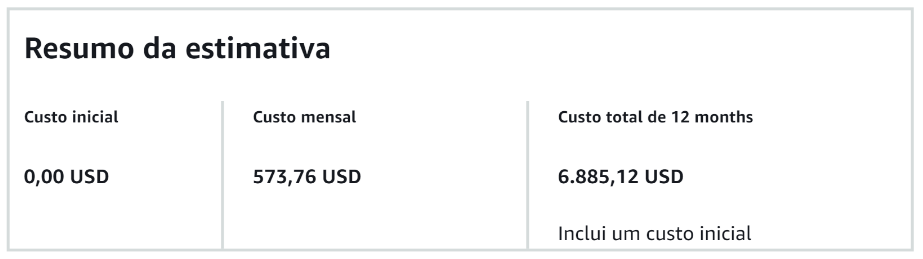 Resumo da estimativa
Custo inicial
Custo mensal
Custo total de 12 months
0,00 USD
573,76 USD
6.885,12 USD
Inclui um custo inicial